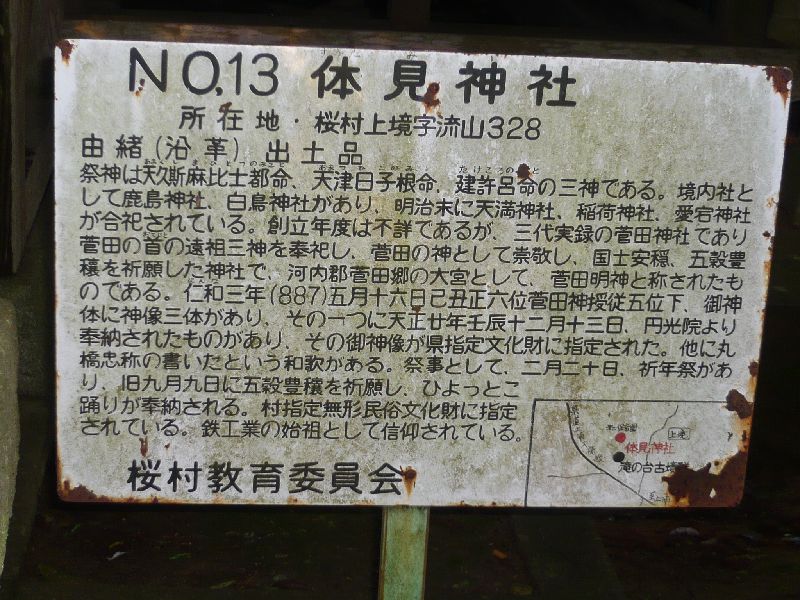 NO.13 体見神社
所在地・桜村上境字流山328
由緒(沿革) 出土品
祭神は天久斯麻比士都命、天津日子根命、建許呂命の三神である。境内社と
して鹿島神社、白鳥神社があり、明治末に天満神社、稲荷神社、愛宕神社
が合祀されている。創立年度は不詳であるが、三代実録の菅田神社であり
菅田の首の遠祖三神を奉祀し、菅田の神として崇敬し、国士安穏、五穀豊
穣を祈願した神社で、河内郡菅田郷の大宮として、菅田明神と称されたも
のである。仁和三年(887)五月十六日己丑正六位菅田神授従五位下、御神
体に神像三体があり、その一つに天正廿年壬辰十二月十三日、円光院より
奉納されたものがあり、その御神像が県指定文化財に指定された。他に丸
橋忠称の書いたという和歌がある。祭事として、二月二十日、祈年祭があ
り、旧九月九日に五穀豊穣を祈願し、ひよっとこ
踊りが奉納される。村指定無形民俗文化財に指定
されている。鉄工業の始祖として信仰されている。
体見神社
滝の台古墳群
桜村教育委員会